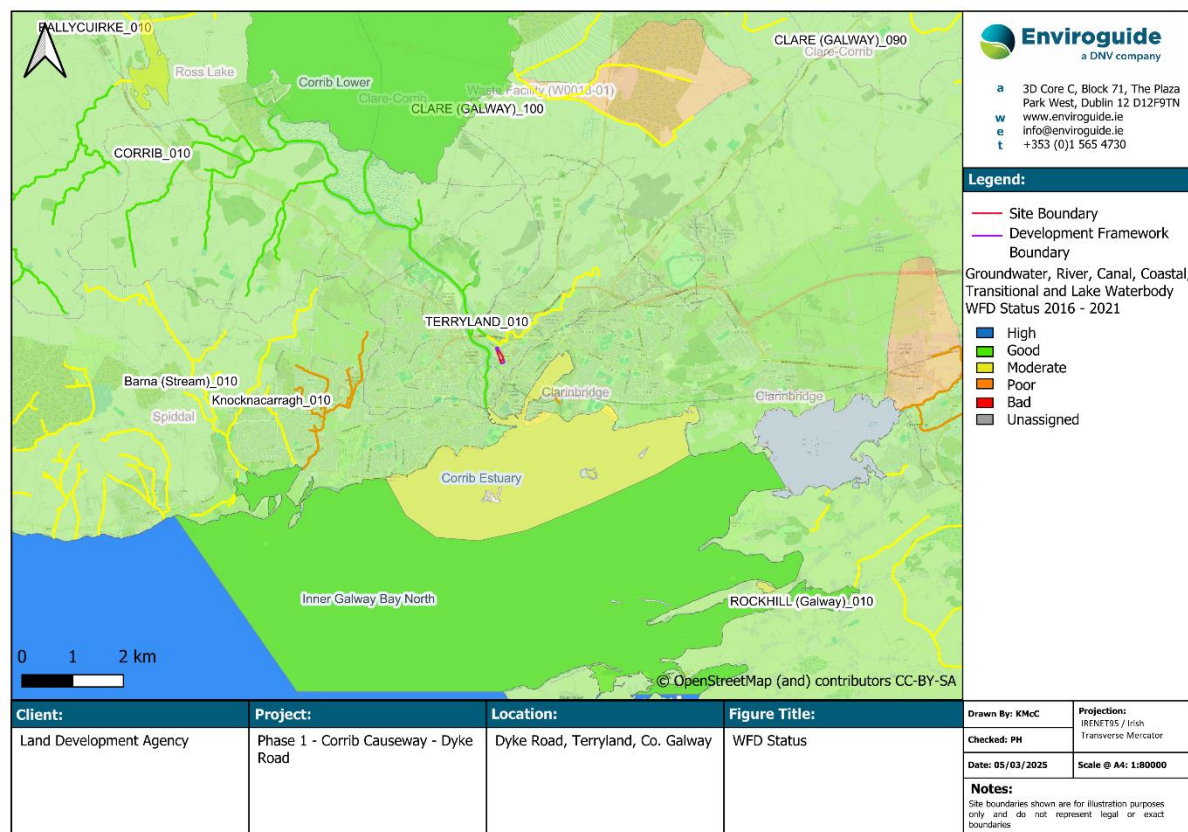 BALLYCUIRKE_010
Ross Lake
Corrib Lower
Clare-Corrib
Waste Facility (W0013-01)
CLARE (GALWAY)_100
CLARE (GALWAY)_090
Clare-Corrib
CORRIB_010
TERRYLAND_010
Barna (Stream)_010
Knocknacarragh_010
Spiddal
Clarinbridge
Clarinbridge
Corrib Estuary
Inner Galway Bay North
ROCKHILL (Galway)_010
0 1 2 km
© OpenStreetMap (and) contributors CC-BY-SA
Enviroguide
a DNV company
a 3D Core C, Block 71, The Plaza
Park West, Dublin 12 D12F9TN
w www.enviroguide.ie
e info@enviroguide.ie
t +353 (0)1 565 4730
Legend:
Site Boundary
Development Framework
Boundary
Groundwater, River, Canal, Coastal,
Transitional and Lake Waterbody
WFD Status 2016 - 2021
High
Good
Moderate
Poor
Bad
Unassigned
Client:
Land Development Agency
Project:
Phase 1 - Corrib Causeway - Dyke
Road
Location:
Dyke Road, Terryland, Co. Galway
Figure Title:
WFD Status
Drawn By: KMcC
Checked: PH
Date: 05/03/2025
Projection:
IRENET95 / Irish
Transverse Mercator
Scale @ A4: 1:80000
Notes:
Site boundaries shown are for illustration purposes
only and do not represent legal or exact
boundaries